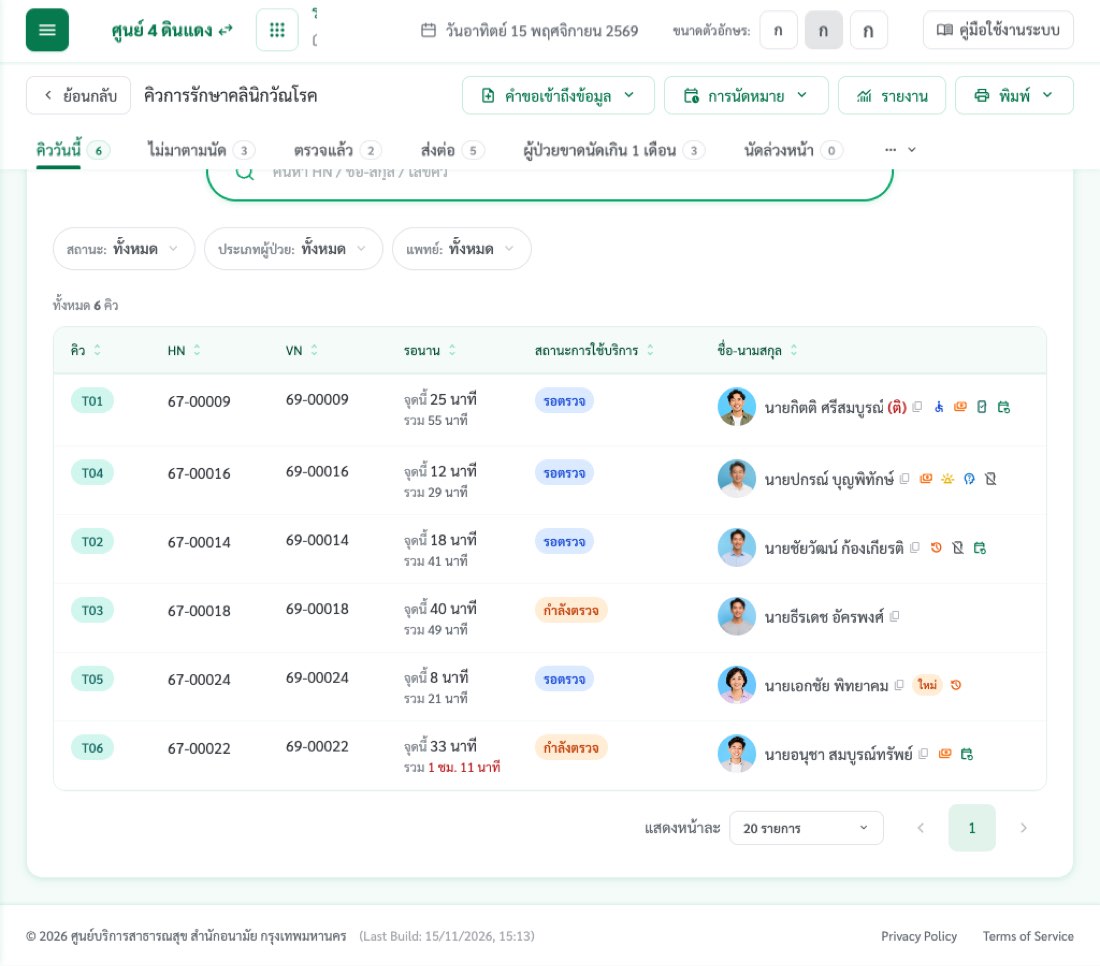 ศูนย์ 4 ดินแดง
วันอาทิตย์ 15 พฤศจิกายน 2569
ขนาดตัวอักษร: ก ก ก
คู่มือใช้งานระบบ
ย้อนกลับ
คิวการรักษาคลินิกวัณโรค
คำขอเข้าถึงข้อมูล
การนัดหมาย
รายงาน
พิมพ์
คิววันนี้ 6
ไม่มาตามนัด 3
ตรวจแล้ว 2
ส่งต่อ 5
ผู้ป่วยขาดนัดเกิน 1 เดือน 3
นัดล่วงหน้า 0
...
ค้นหา HN / ชื่อ-สกุล / เลขคิว
สถานะ: ทั้งหมด
ประเภทผู้ป่วย: ทั้งหมด
แพทย์: ทั้งหมด
ทั้งหมด 6 คิว
คิว HN VN รอนาน สถานะการใช้บริการ ชื่อ-นามสกุล
T01 67-00009 69-00009 จุดนี้ 25 นาที รอตรวจ นายกิตติ ศรีสมบูรณ์ (ติ)
รวม 55 นาที
T04 67-00016 69-00016 จุดนี้ 12 นาที รอตรวจ นายปกรณ์ บุญพิทักษ์
รวม 29 นาที
T02 67-00014 69-00014 จุดนี้ 18 นาที รอตรวจ นายชัยวัฒน์ ก้องเกียรติ
รวม 41 นาที
T03 67-00018 69-00018 จุดนี้ 40 นาที กำลังตรวจ นายธีรเดช อัครพงศ์
รวม 49 นาที
T05 67-00024 69-00024 จุดนี้ 8 นาที รอตรวจ นายเอกชัย พิทยาคม ใหม่
รวม 21 นาที
T06 67-00022 69-00022 จุดนี้ 33 นาที กำลังตรวจ นายอนุชา สมบูรณ์ทรัพย์
รวม 1 ชม. 11 นาที
แสดงหน้าละ 20 รายการ 1
© 2026 ศูนย์บริการสาธารณสุข สำนักอนามัย กรุงเทพมหานคร (Last Build: 15/11/2026, 15:13)
Privacy Policy
Terms of Service